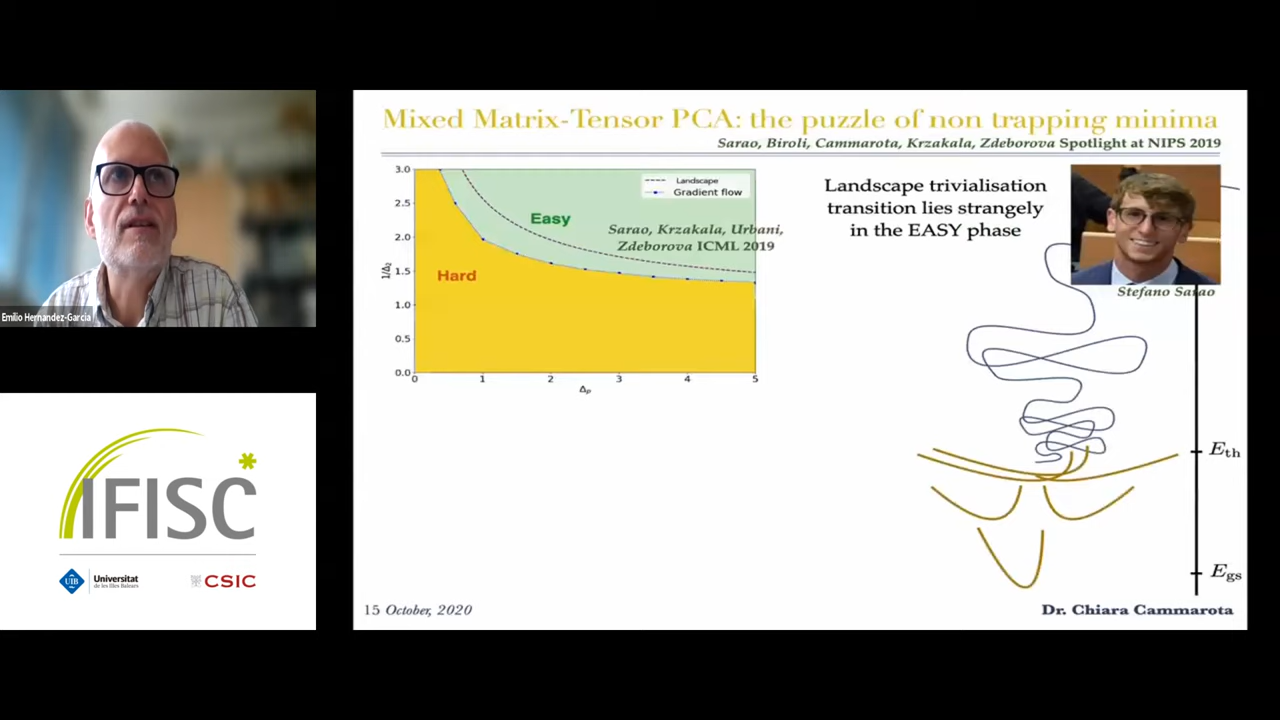 Mixed Matrix-Tensor PCA: the puzzle of non trapping minima
Sarao, Biroli, Cammarota, Krzakala, Zdeborova Spotlight at NIPS 2019
3.0
2.5
2.0
1.5
1.0
0.5
0.0
1/Δ₂
0
1
2
3
4
5
Δₚ
Landscape
Gradient flow
Easy
Hard
Sarao, Krzakala, Urbani,
Zdeborova ICML 2019
Landscape trivialisation
transition lies strangely
in the EASY phase
Stefano Sarao
Eth
Egs
15 October, 2020
Dr. Chiara Cammarota
Emilio Hernandez-Garcia
IFISC
UIB
Universitat
de les Illes Balears
CSIC